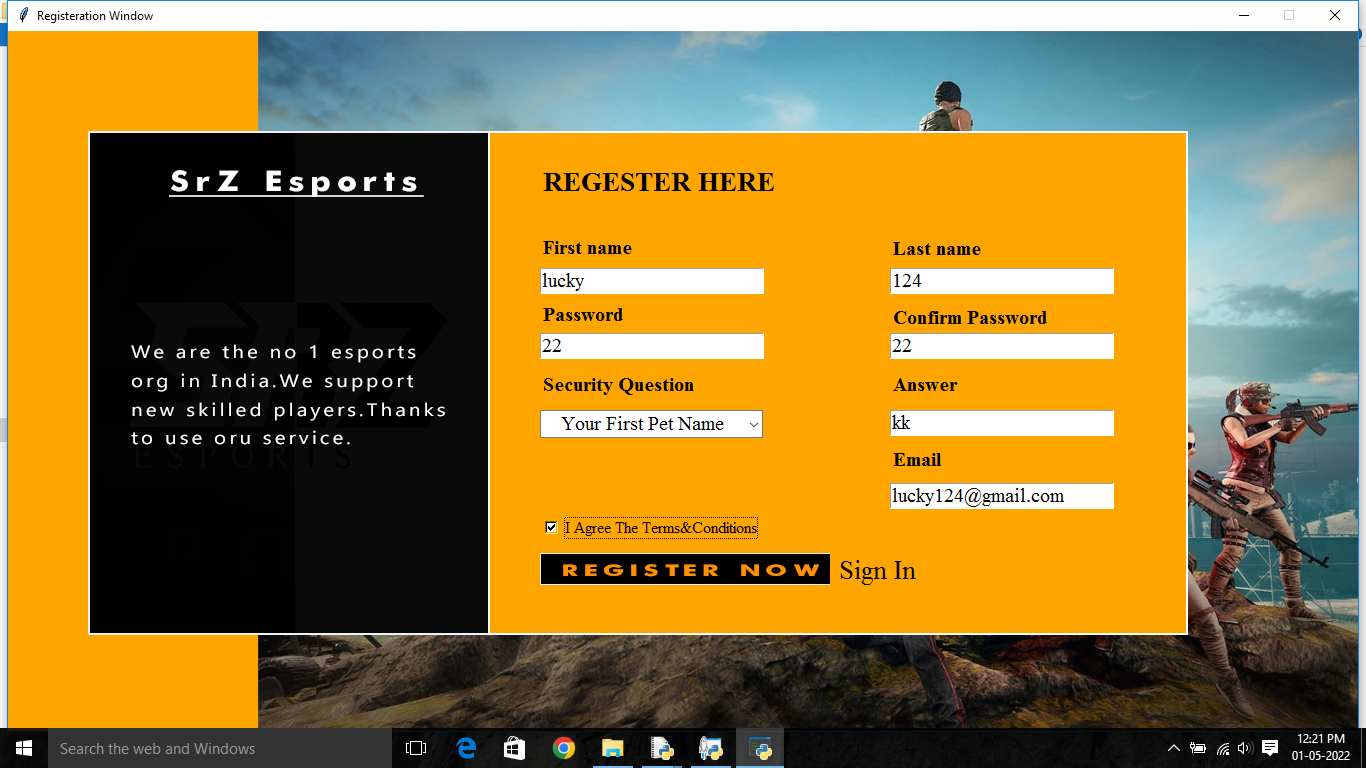 Registeration Window
SrZ Esports
We are the no 1 esports
org in India.We support
new skilled players.Thanks
to use oru service.
SRZ
ESPORTS
REGESTER HERE
First name
Last name
lucky
124
Password
Confirm Password
22
22
Security Question
Answer
Your First Pet Name
kk
Email
lucky124@gmail.com
I Agree The Terms&Conditions
REGISTER NOW
Sign In
Search the web and Windows
12:21 PM
01-05-2022